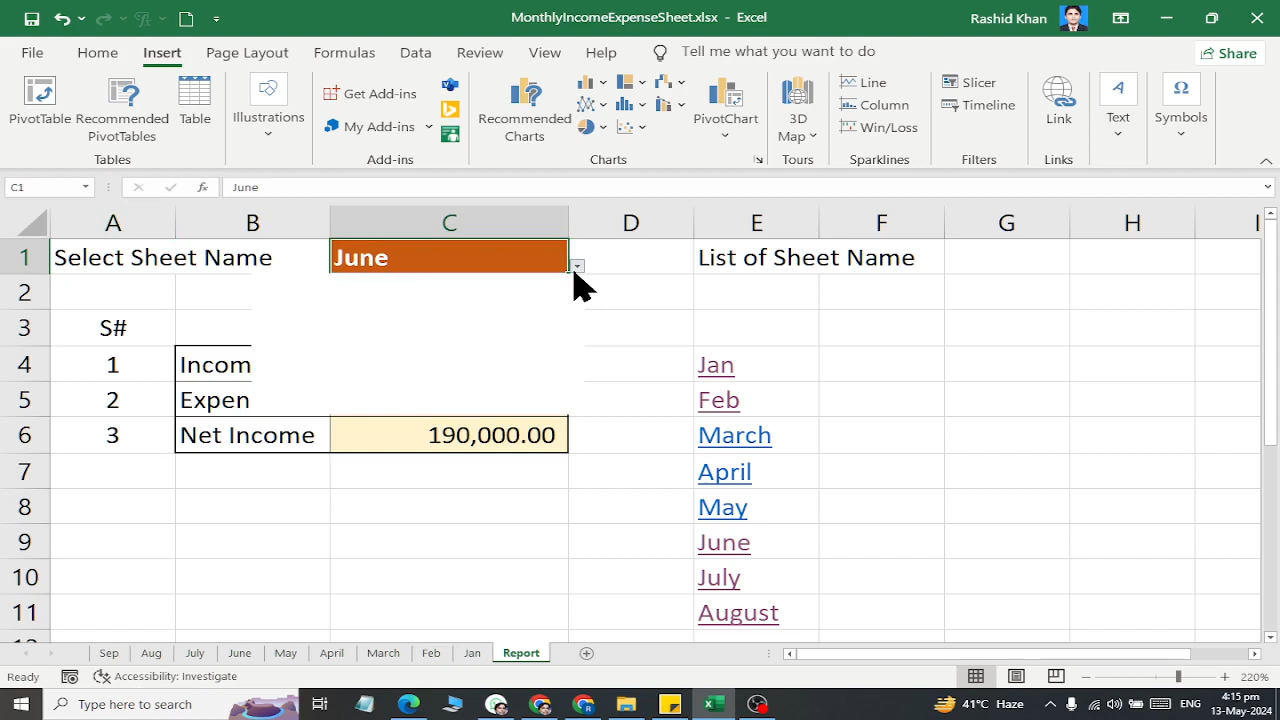 MonthlyIncomeExpenseSheet.xlsx - Excel
Rashid Khan
File Home Insert Page Layout Formulas Data Review View Help Tell me what you want to do Share
PivotTable Recommended PivotTables Table
Tables
Illustrations
Get Add-ins
My Add-ins
Add-ins
Recommended Charts
PivotChart
Charts
3D Map
Tours
Line
Column
Win/Loss
Sparklines
Slicer
Timeline
Filters
Link
Links
A
Text
Ω
Symbols
C1 fx June
A B C D E F G H I
1 Select Sheet Name June List of Sheet Name
2
3 S#
4 1 Incom Jan
5 2 Expen Feb
6 3 Net Income 190,000.00 March
7 April
8 May
9 June
10 July
11 August
Sep Aug July June May April March Feb Jan Report
Ready Accessibility: Investigate 220%
Type here to search 41°C Haze ENG 4:15 pm
13-May-2024